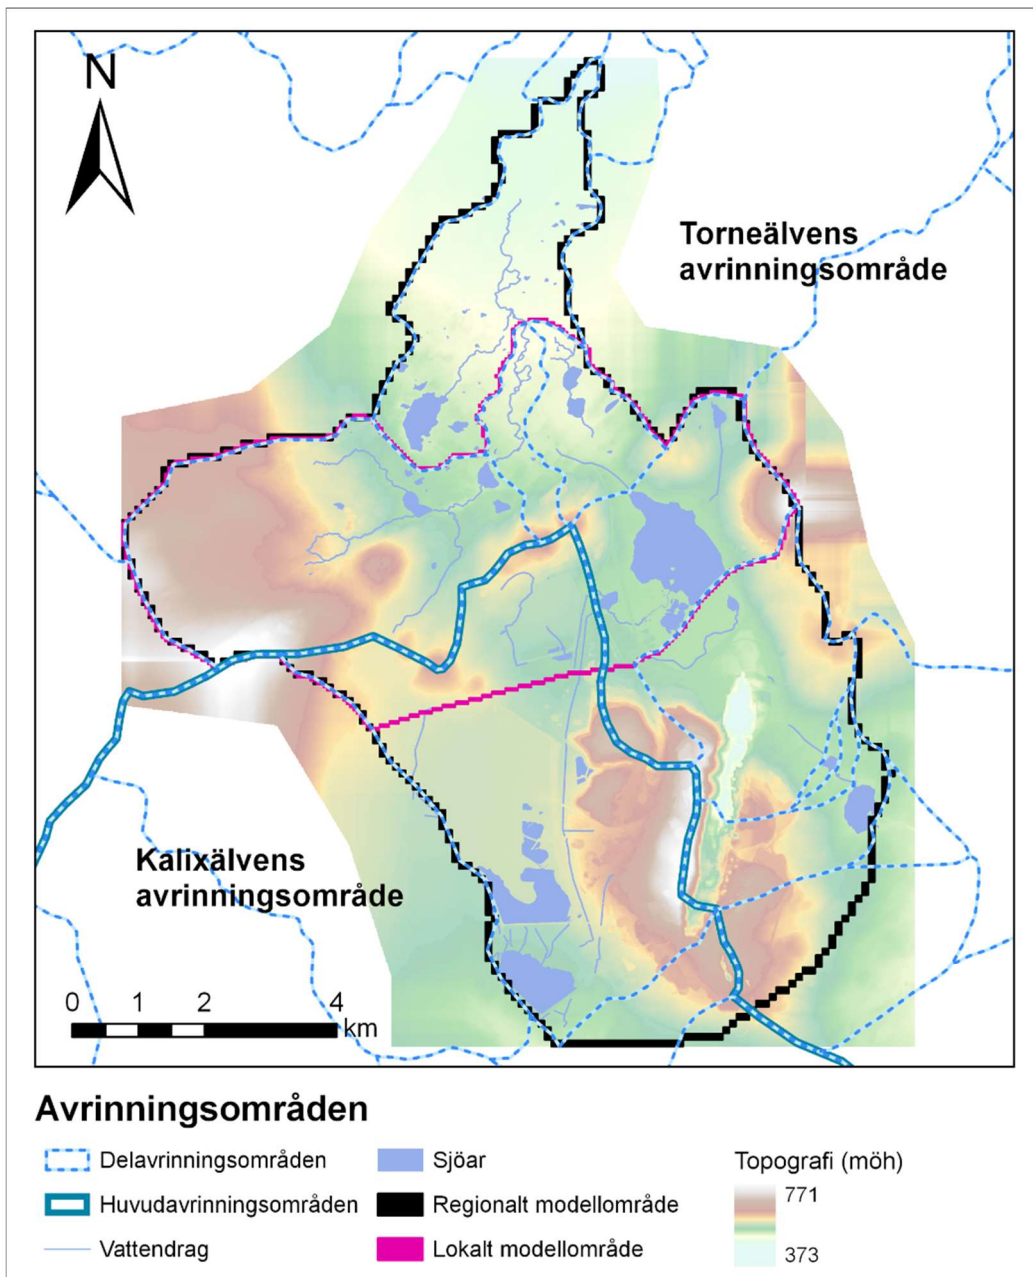 N
Torneälvens
avrinningsområde
Kalixälvens
avrinningsområde
0 1 2 4
km
Avrinningsområden
Delavrinningsområden
Huvudavrinningsområden
Vattendrag
Sjöar
Regionalt modellområde
Lokalt modellområde
Topografi (möh)
771
373